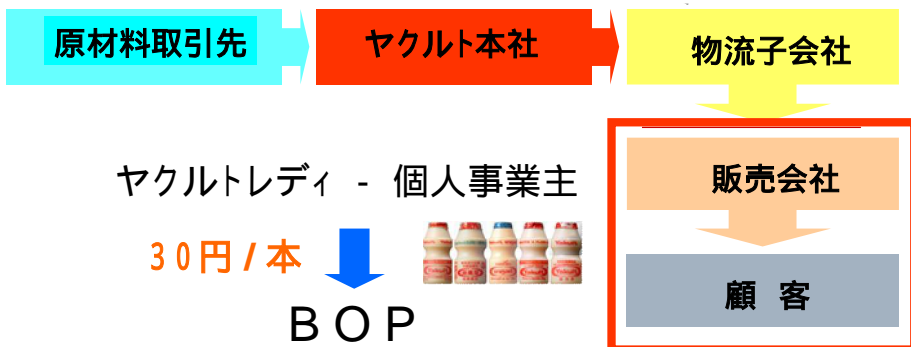 原材料取引先
ヤクルト本社
物流子会社
販売会社
ヤクルトレディ - 個人事業主
30円/本
顧 客
BOP